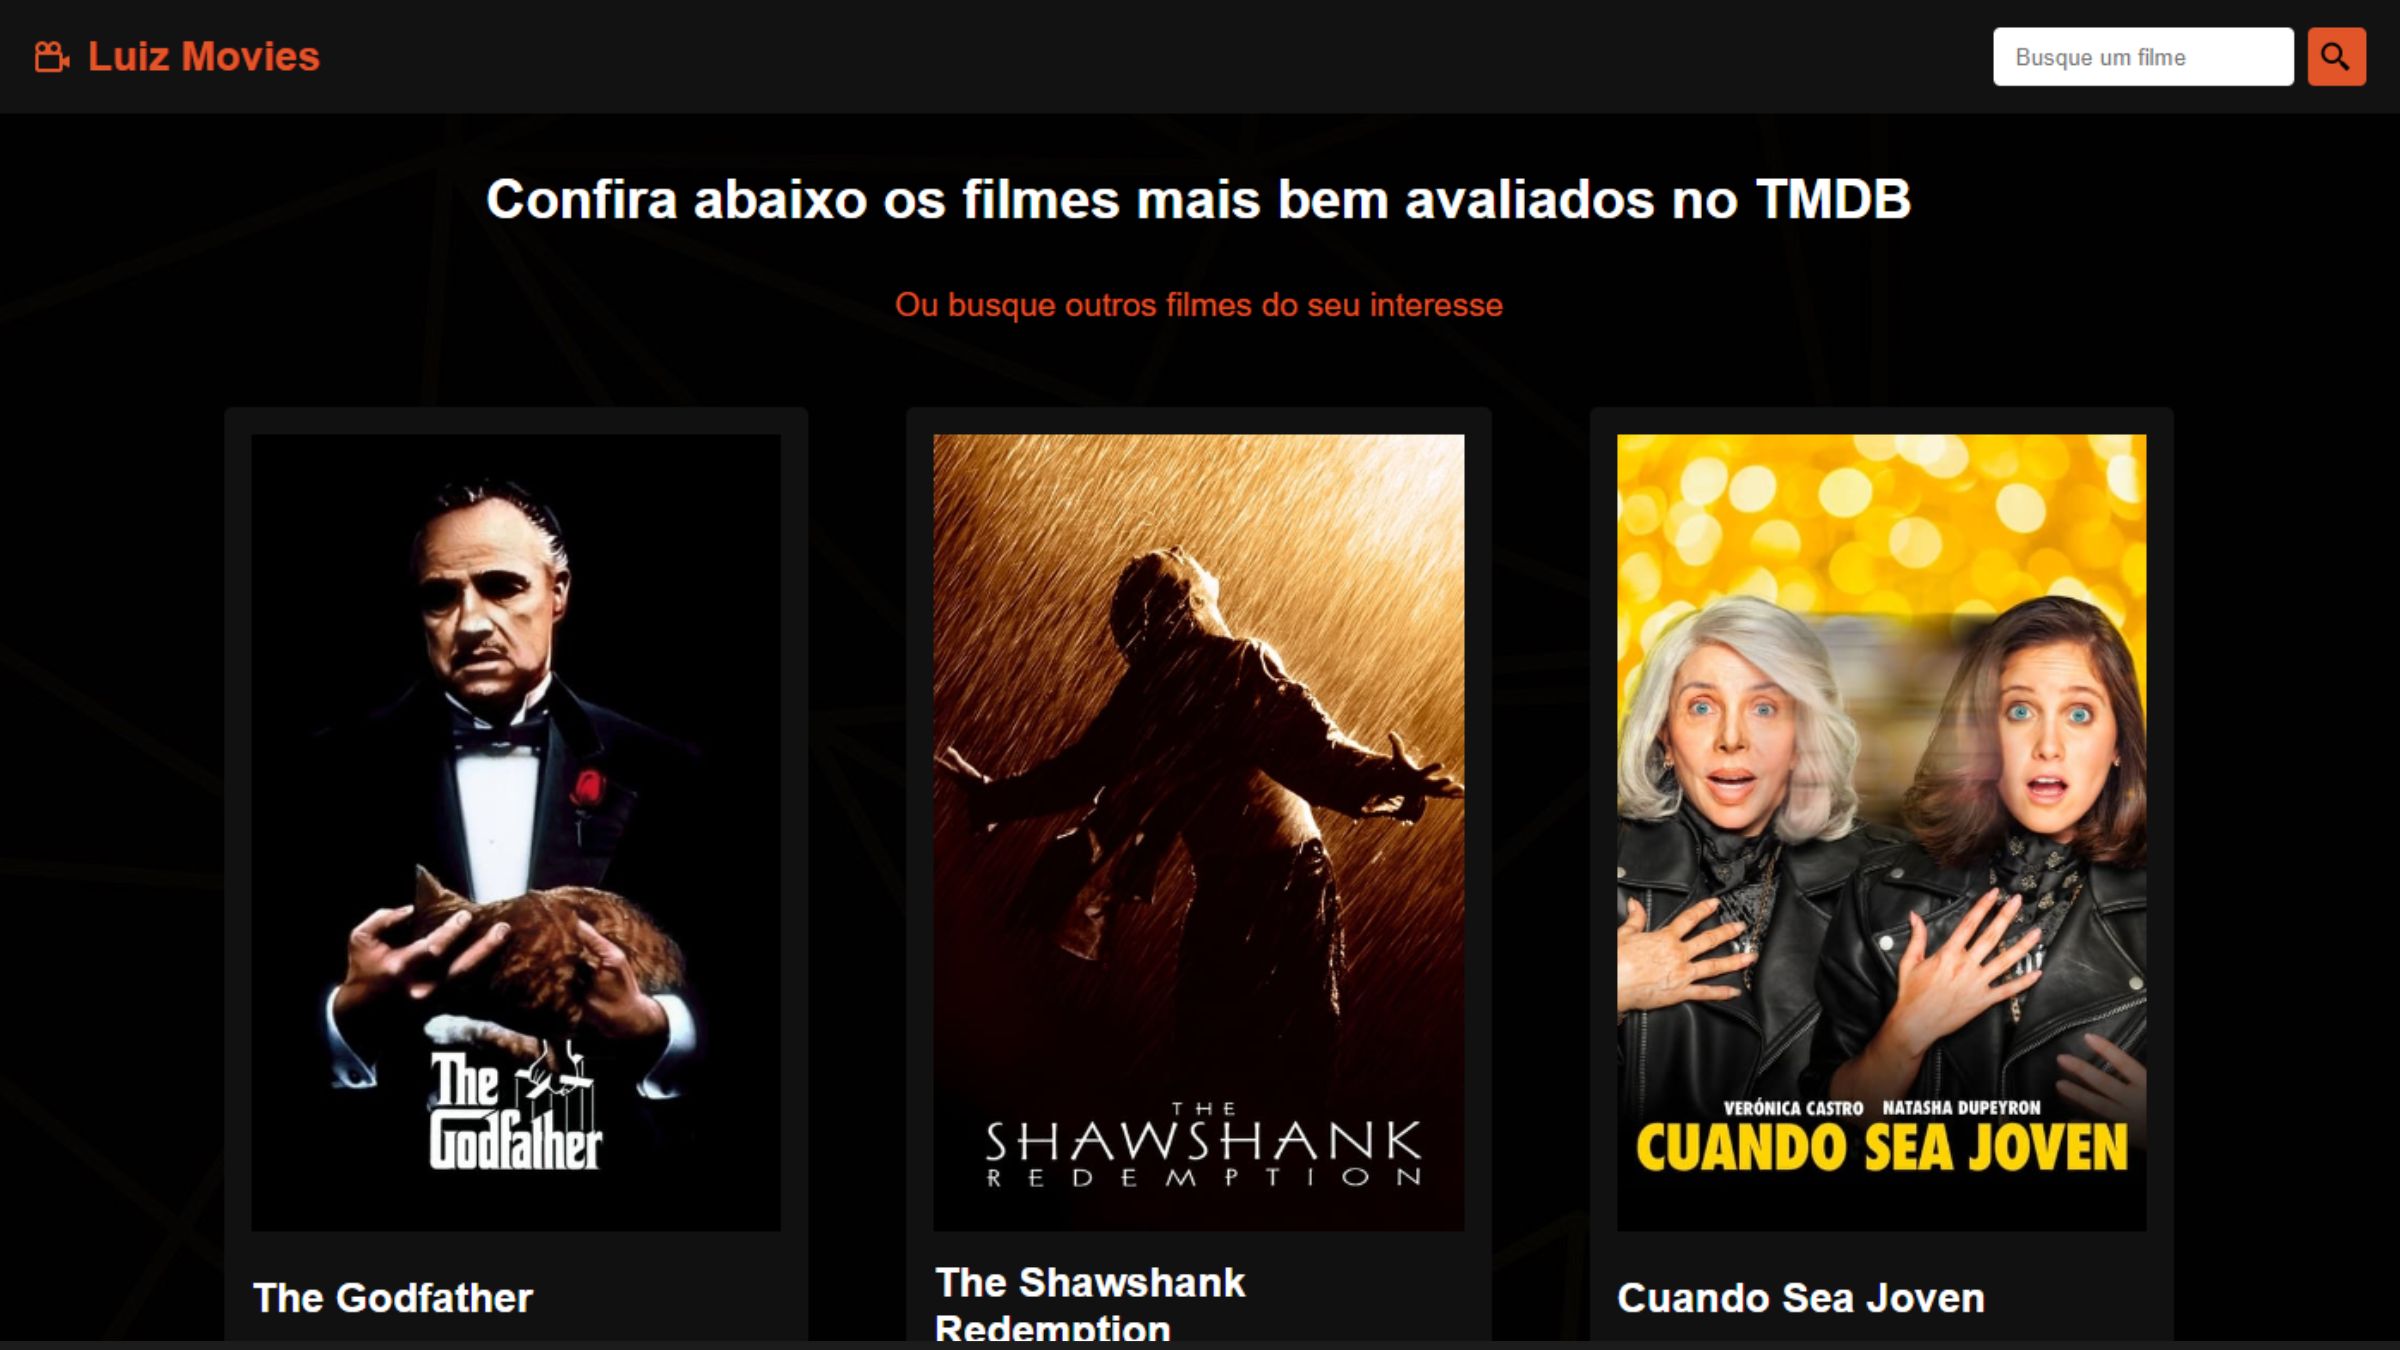 Luiz Movies
Busque um filme
Confira abaixo os filmes mais bem avaliados no TMDB
Ou busque outros filmes do seu interesse
The
Godfather
THE
SHAWSHANK
REDEMPTION
VERÓNICA CASTRO NATASHA DUPEYRON
CUANDO SEA JOVEN
The Godfather
The Shawshank
Redemption
Cuando Sea Joven